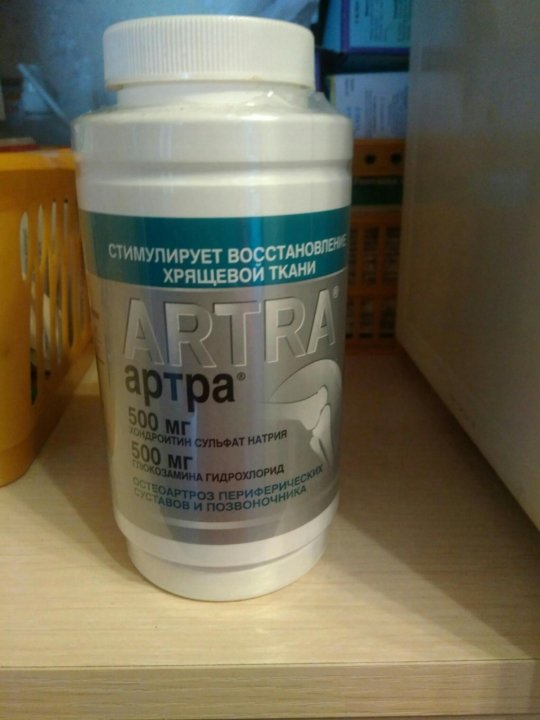 СТИМУЛИРУЕТ ВОССТАНОВЛЕНИЕ
ХРЯЩЕВОЙ ТКАНИ
ARTRA®
артра®
500 мг
ХОНДРОИТИН СУЛЬФАТ НАТРИЯ
500 мг
ГЛЮКОЗАМИНА ГИДРОХЛОРИД
ОСТЕОАРТРОЗ ПЕРИФЕРИЧЕСКИХ
СУСТАВОВ И ПОЗВОНОЧНИКА